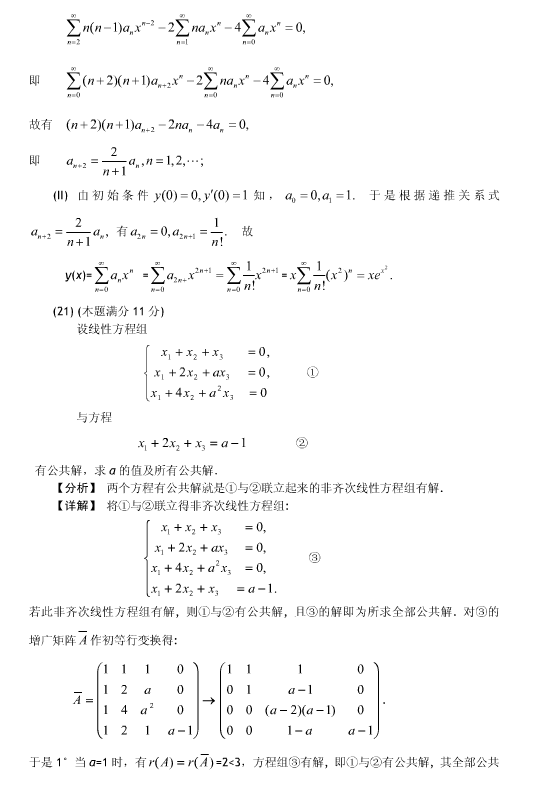 ∑_{n=2}^{∞} n(n−1)a_n x^{n−2} − 2∑_{n=1}^{∞} na_n x^n − 4∑_{n=0}^{∞} a_n x^n = 0,
即 ∑_{n=0}^{∞} (n+2)(n+1)a_{n+2} x^n − 2∑_{n=0}^{∞} na_n x^n − 4∑_{n=0}^{∞} a_n x^n = 0,
故有 (n+2)(n+1)a_{n+2} − 2na_n − 4a_n = 0,
即 a_{n+2} = \frac{2}{n+1} a_n, n = 1,2,⋯;
(II) 由初始条件 y(0) = 0, y′(0) = 1 知， a_0 = 0, a_1 = 1. 于是根据递推关系式
a_{n+2} = \frac{2}{n+1} a_n, 有 a_{2n} = 0, a_{2n+1} = \frac{1}{n!}. 故
y(x)= ∑_{n=0}^{∞} a_n x^n = ∑_{n=0}^{∞} a_{2n+} x^{2n+1} = ∑_{n=0}^{∞} \frac{1}{n!} x^{2n+1} = x∑_{n=0}^{∞} \frac{1}{n!} (x^2)^n = xe^{x^2}.
(21) (本题满分 11 分)
设线性方程组
x_1 + x_2 + x_3 = 0,
x_1 + 2x_2 + ax_3 = 0, ①
x_1 + 4x_2 + a^2 x_3 = 0
与方程
x_1 + 2x_2 + x_3 = a − 1 ②
有公共解，求 a 的值及所有公共解．
【分析】 两个方程有公共解就是①与②联立起来的非齐次线性方程组有解．
【详解】 将①与②联立得非齐次线性方程组：
x_1 + x_2 + x_3 = 0,
x_1 + 2x_2 + ax_3 = 0,
x_1 + 4x_2 + a^2 x_3 = 0, ③
x_1 + 2x_2 + x_3 = a − 1.
若此非齐次线性方程组有解，则①与②有公共解，且③的解即为所求全部公共解．对③的
增广矩阵 \overline{A} 作初等行变换得：
1 1 1 0 1 1 1 0
1 2 a 0 0 1 a−1 0
\overline{A} = →  .
1 4 a^2 0 0 0 (a−2)(a−1) 0
1 2 1 a−1 0 0 1−a a−1
于是 1° 当 a=1 时，有 r(A) = r(\overline{A}) =2<3，方程组③有解，即①与②有公共解，其全部公共